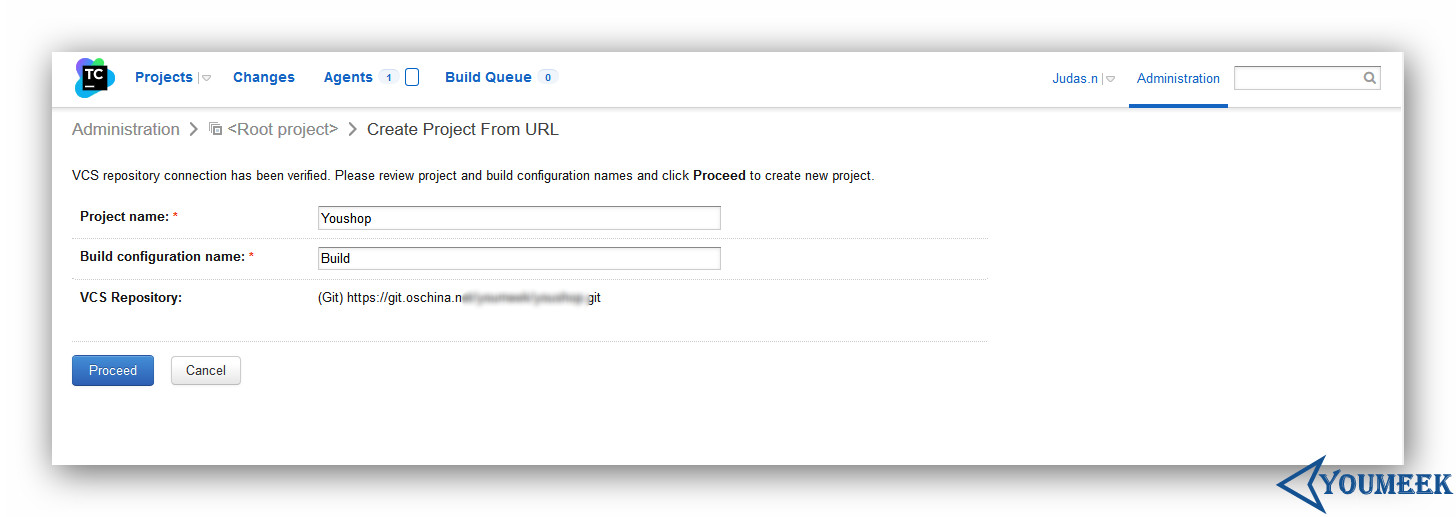 TC
Projects
Changes
Agents 1
Build Queue 0
Judas.n
Administration
Administration > <Root project> > Create Project From URL
VCS repository connection has been verified. Please review project and build configuration names and click Proceed to create new project.
Project name: * Youshop
Build configuration name: * Build
VCS Repository: (Git) https://git.oschina.n git
Proceed
Cancel
YOUMEEK